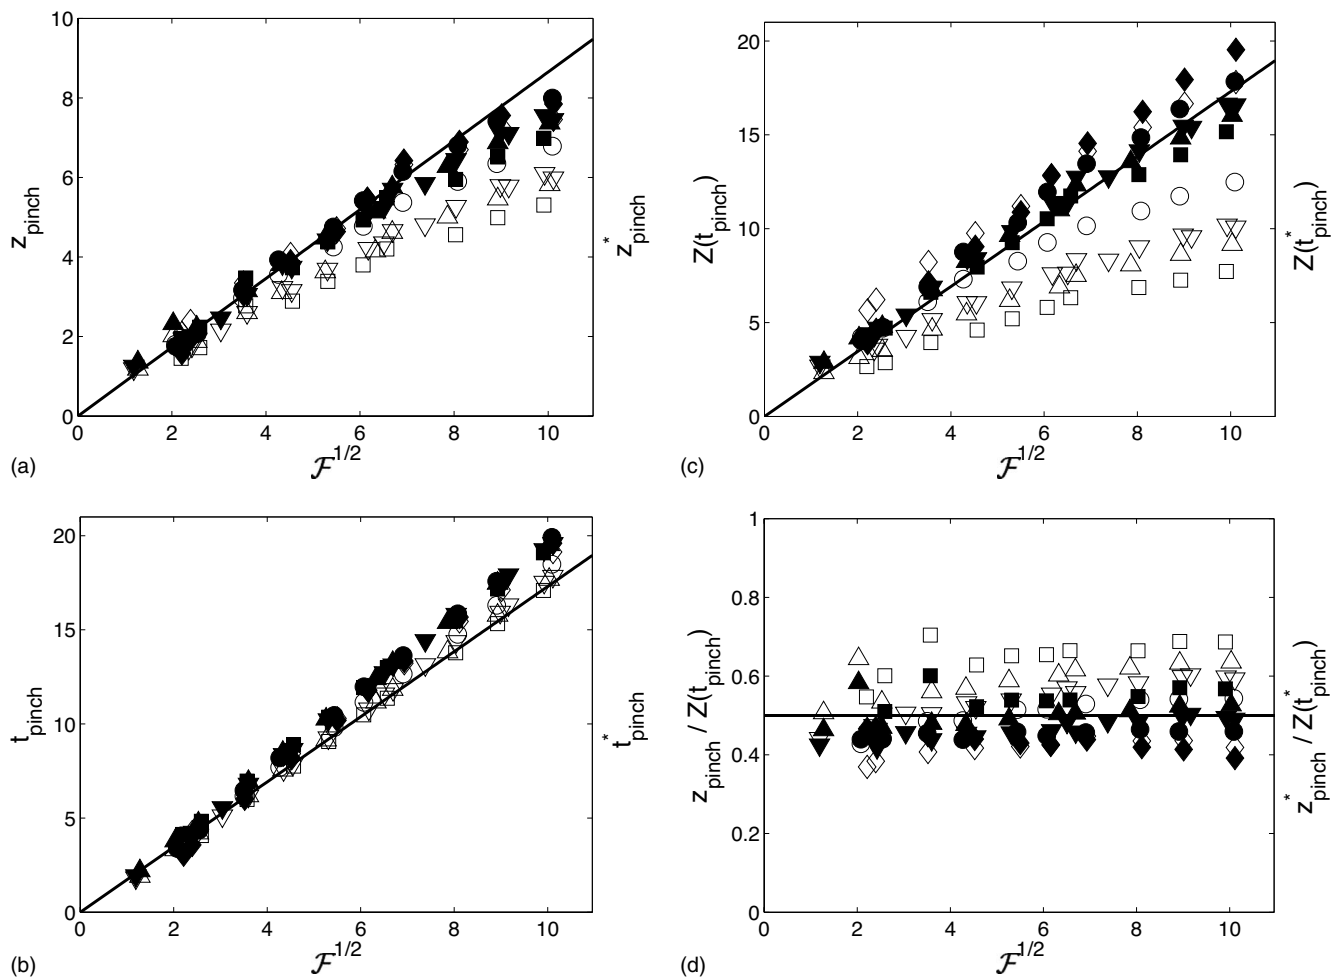 10
8
6
4
2
0
0 2 4 6 8 10
z_pinch
z*_pinch
(a)
ℱ^1/2
20
15
10
5
0
0 2 4 6 8 10
Z(t_pinch)
Z(t*_pinch)
(c)
ℱ^1/2
20
15
10
5
0
0 2 4 6 8 10
t_pinch
t*_pinch
(b)
ℱ^1/2
1
0.8
0.6
0.4
0.2
0
0 2 4 6 8 10
z_pinch / Z(t_pinch)
z*_pinch / Z(t*_pinch)
(d)
ℱ^1/2